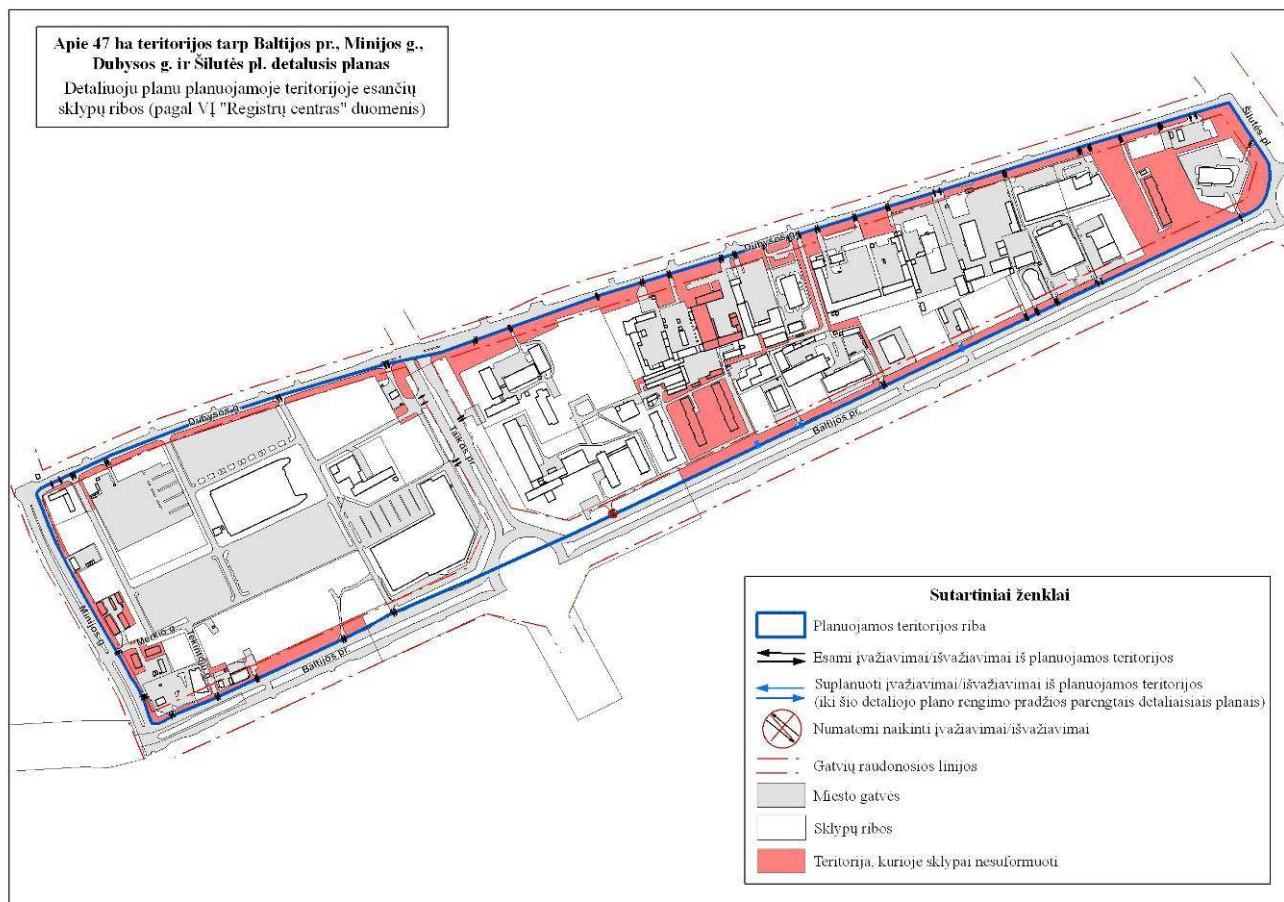 Apie 47 ha teritorijos tarp Baltijos pr., Minijos g.,
Dubysos g. ir Šilutės pl. detalusis planas
Detaliuoju planu planuojamoje teritorijoje esančių
sklypų ribos (pagal VĮ "Registrų centras" duomenis)
Šilutės pl.
Dubysos g.
Baltijos pr.
Dubysos g.
Taikos pr.
Minijos g.
Merkio g.
Baltijos pr.
Sutartiniai ženklai
Planuojamos teritorijos riba
Esami įvažiavimai/išvažiavimai iš planuojamos teritorijos
Suplanuoti įvažiavimai/išvažiavimai iš planuojamos teritorijos
(iki šio detaliojo plano rengimo pradžios parengtais detaliaisiais planais)
Numatomi naikinti įvažiavimai/išvažiavimai
Gatvių raudonosios linijos
Miesto gatvės
Sklypų ribos
Teritorija, kurioje sklypai nesuformuoti